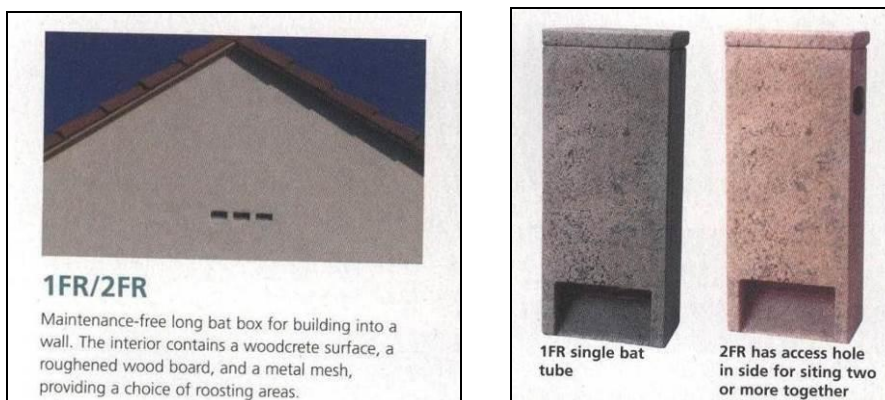 1FR/2FR
Maintenance-free long bat box for building into a
wall. The interior contains a woodcrete surface, a
roughened wood board, and a metal mesh,
providing a choice of roosting areas.
1FR single bat
tube
2FR has access hole
in side for siting two
or more together